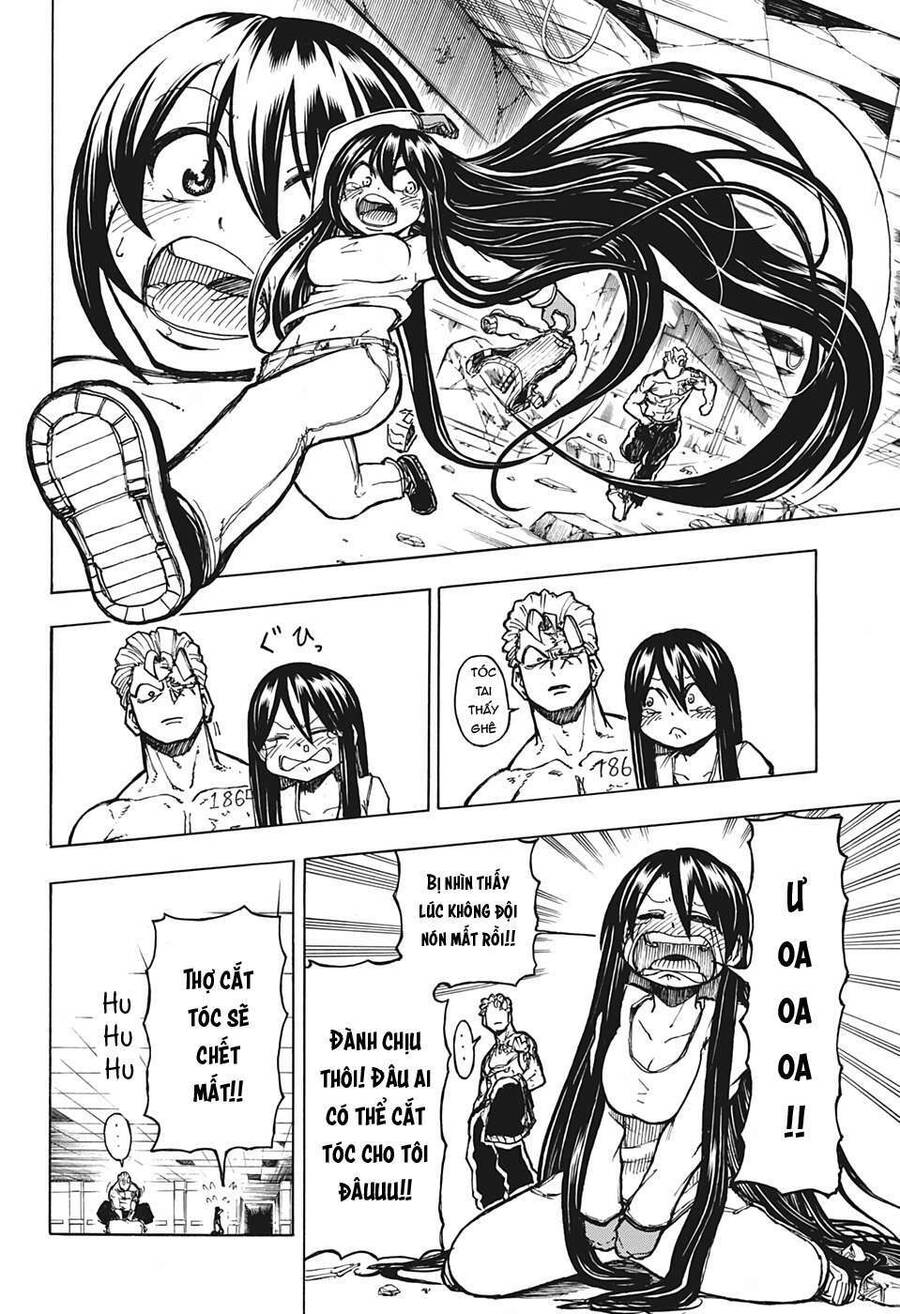 TÓC
TAI
THẤY
GHÊ
186
ぐひっ
1865
Ư
OA
OA
OA
!!
BỊ NHÌN THẤY
LÚC KHÔNG ĐỘI
NÓN MẤT RỒI!!
...
ĐÀNH CHỊU
THÔI! ĐÂU AI
CÓ THỂ CẮT
TÓC CHO TÔI
ĐÂUUU!!
THỢ CẮT
TÓC SẼ
CHẾT
MẤT!!
HU
HU
HU
...